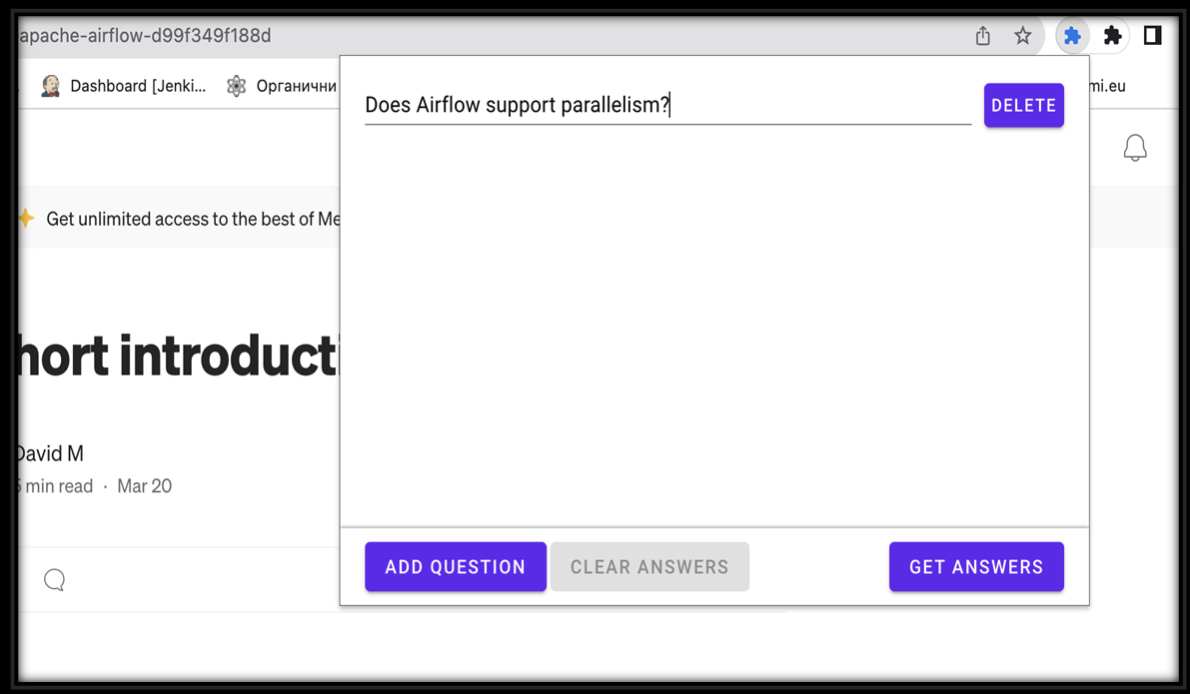 apache-airflow-d99f349f188d
Dashboard [Jenki...
Органични
mi.eu
Does Airflow support parallelism?
DELETE
Get unlimited access to the best of Me
hort introducti
David M
5 min read · Mar 20
ADD QUESTION
CLEAR ANSWERS
GET ANSWERS